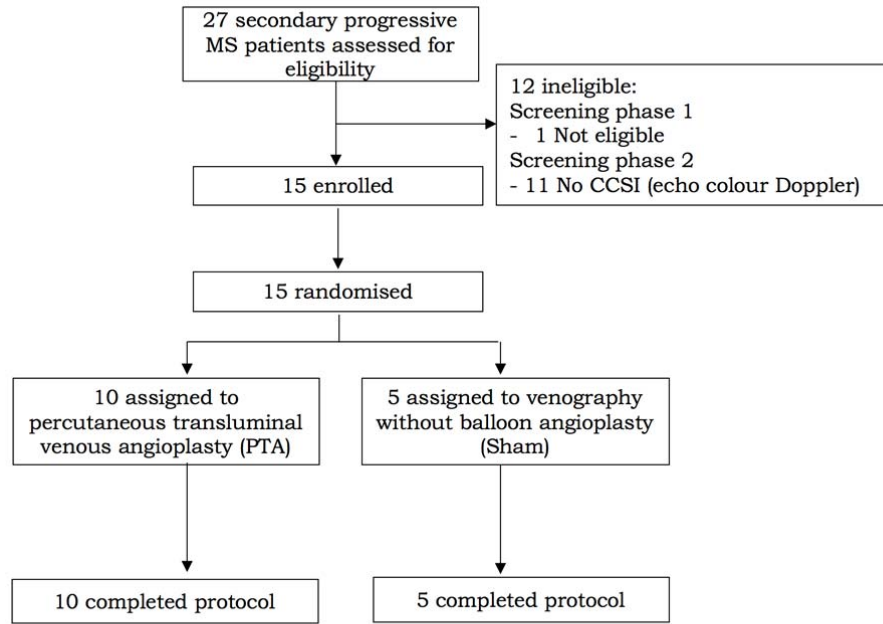 27 secondary progressive
MS patients assessed for
eligibility
12 ineligible:
Screening phase 1
- 1 Not eligible
Screening phase 2
- 11 No CCSI (echo colour Doppler)
15 enrolled
15 randomised
10 assigned to
percutaneous transluminal
venous angioplasty (PTA)
5 assigned to venography
without balloon angioplasty
(Sham)
10 completed protocol
5 completed protocol